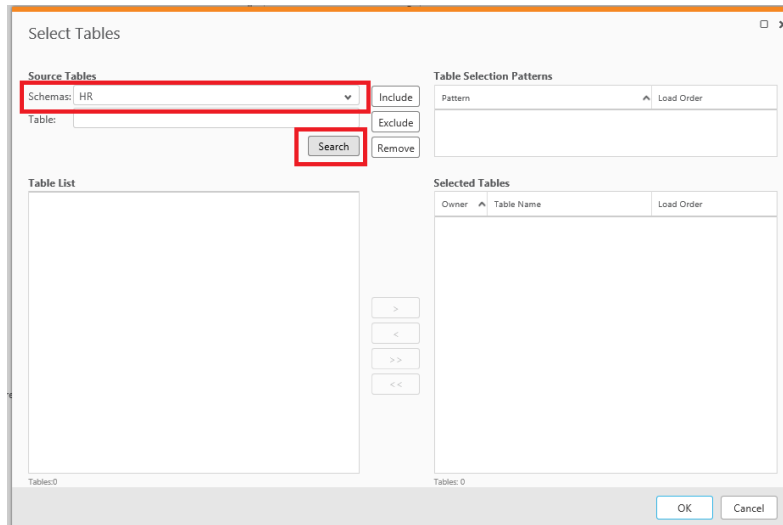 Select Tables
Source Tables
Schemas: HR
Include
Table:
Exclude
Search
Remove
Table Selection Patterns
Pattern
Load Order
Table List
Selected Tables
Owner
Table Name
Load Order
>
<
>>
<<
Tables:0
Tables: 0
OK
Cancel